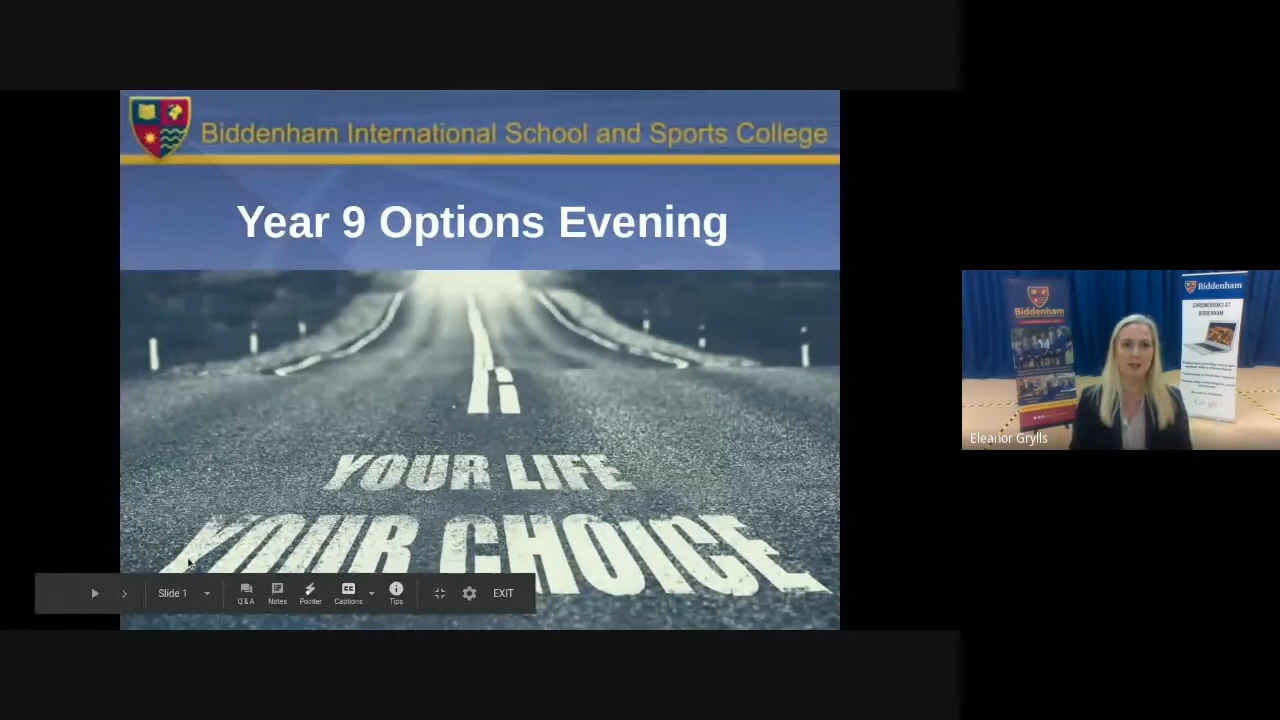 Biddenham International School and Sports College
Year 9 Options Evening
YOUR LIFE
YOUR CHOICE
Slide 1
Q&A
Notes
Pointer
Captions
Tips
EXIT
Biddenham
Biddenham
CHROMEBOOKS AT
BIDDENHAM
Google
Eleanor Grylls